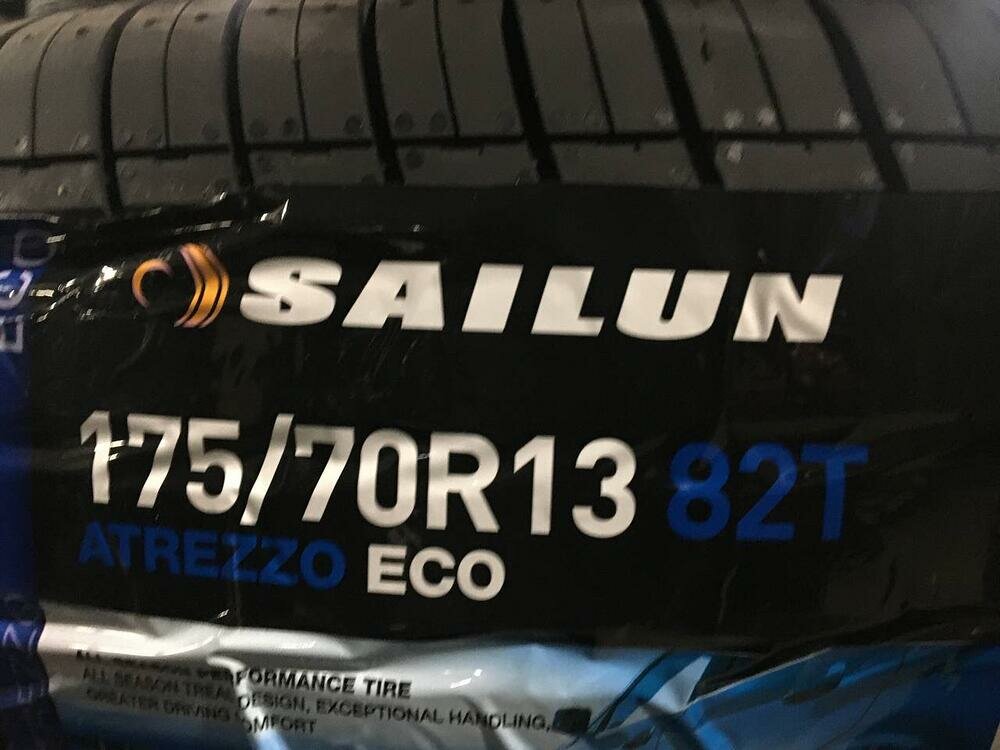 SAILUN
175/70R13 82T
ATREZZO ECO
PERFORMANCE TIRE
ALL SEASON TREAD DESIGN, EXCEPTIONAL HANDLING,
GREATER DRIVING COMFORT